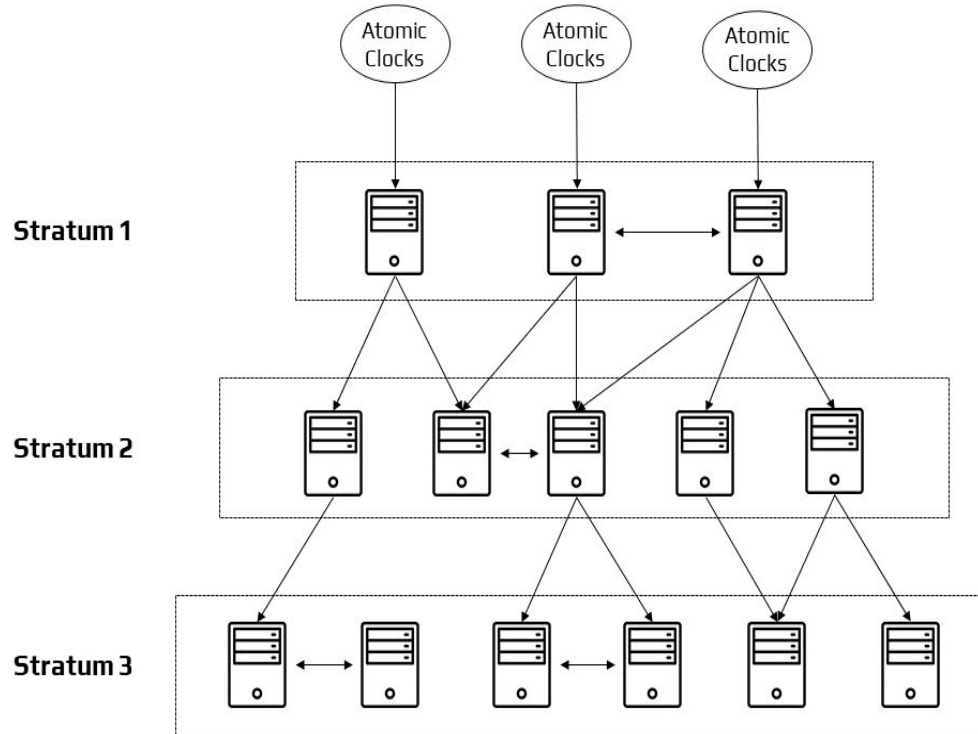 Atomic
Clocks
Atomic
Clocks
Atomic
Clocks
Stratum 1
Stratum 2
Stratum 3